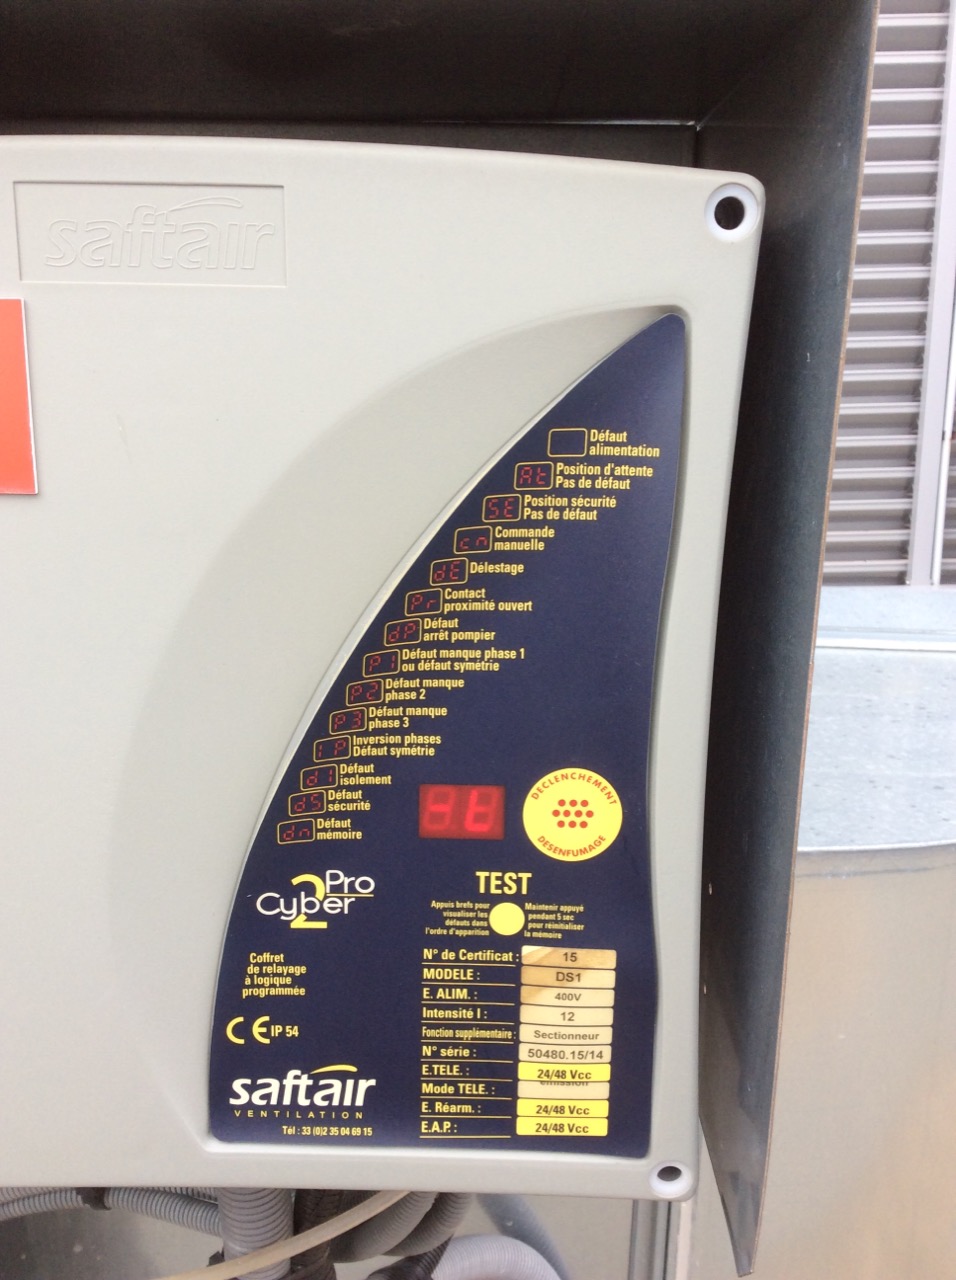 saftair
Défaut
alimentation
At
Position d'attente
Pas de défaut
SE
Position sécurité
Pas de défaut
cn
Commande
manuelle
dE
Délestage
Pr
Contact
proximité ouvert
dP
Défaut
arrêt pompier
P1
Défaut manque phase 1
ou défaut symétrie
P2
Défaut manque
phase 2
P3
Défaut manque
phase 3
IP
Inversion phases
Défaut symétrie
dI
Défaut
isolement
dS
Défaut
sécurité
dn
Défaut
mémoire
DECLENCHEMENT
DESENFUMAGE
Cyber 2 Pro
TEST
Appuis brefs pour
visualiser les
défauts dans
l'ordre d'apparition
Maintenir appuyé
pendant 5 sec
pour réinitialiser
la mémoire
Coffret
de relayage
à logique
programmée
CE IP 54
N° de Certificat : 15
MODELE : DS1
E. ALIM. : 400V
Intensité I : 12
Fonction supplémentaire : Sectionneur
N° série : 50480.15/14
E.TELE. : 24/48 Vcc
Mode TELE. : émission
E. Réarm. : 24/48 Vcc
E.A.P. : 24/48 Vcc
saftair
VENTILATION
Tél : 33 (0)2 35 04 69 15